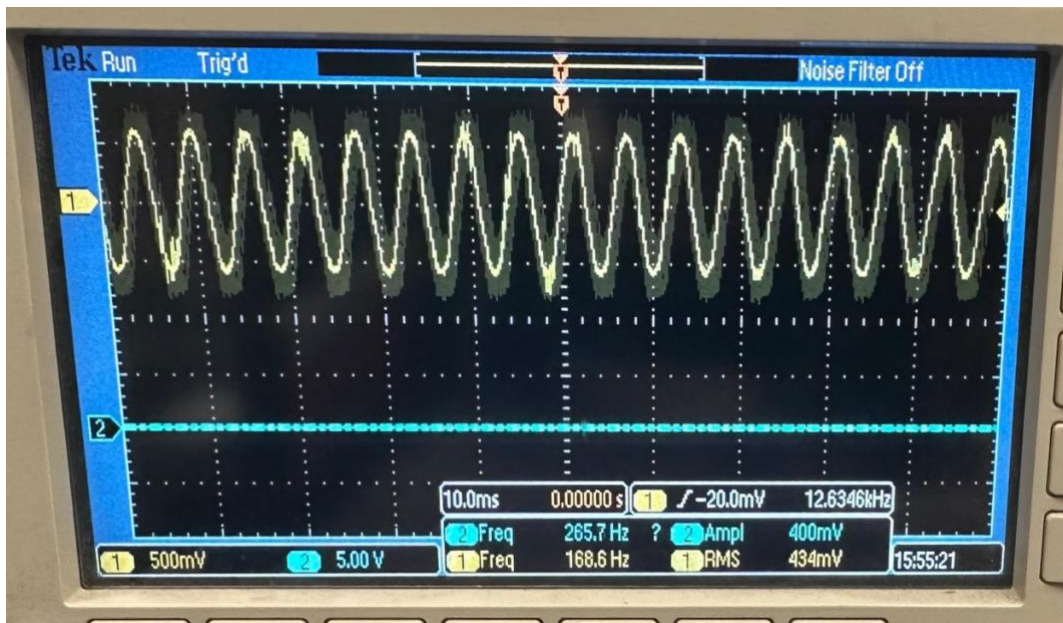 Tek Run Trig'd Noise Filter Off
T
T
1
2
10.0ms 0.00000 s 1 -20.0mV 12.6346kHz
2 Freq 265.7 Hz ? 2 Ampl 400mV
1 500mV 2 5.00 V 1 Freq 168.6 Hz 1 RMS 434mV 15:55:21